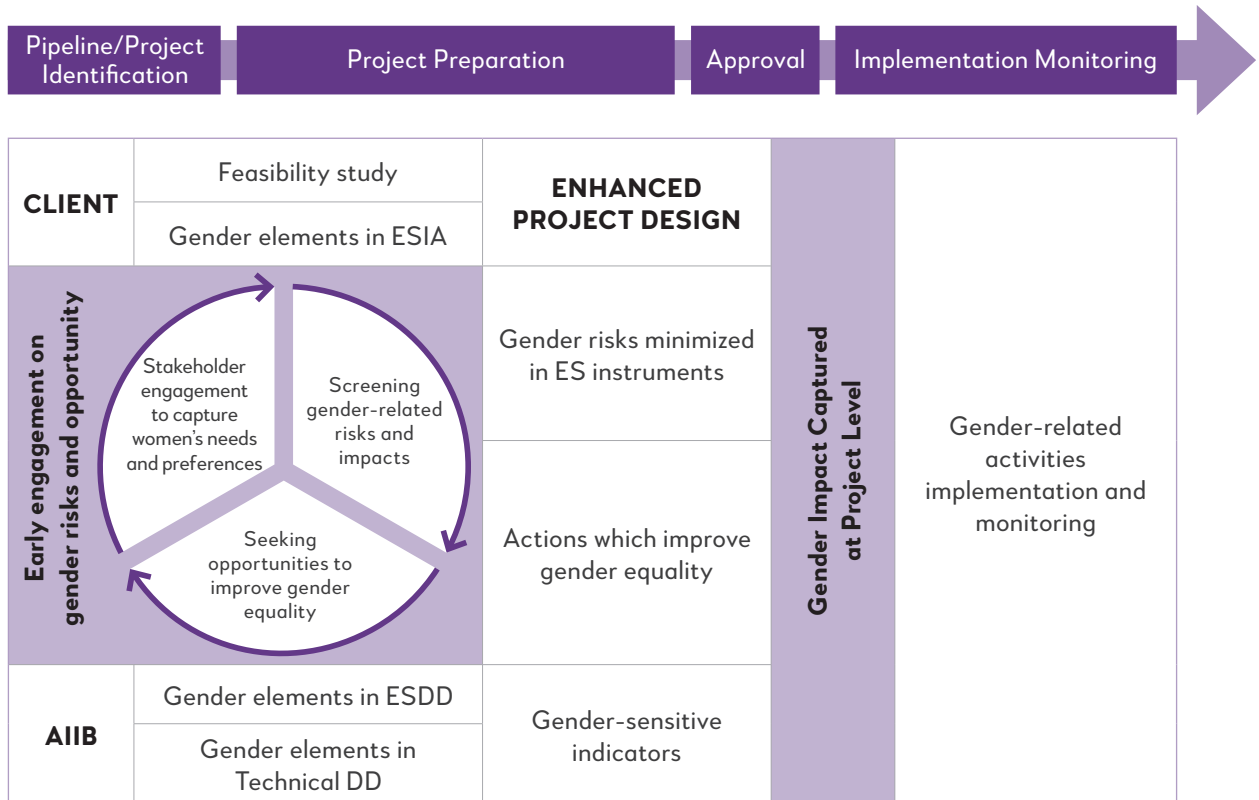 Pipeline/Project
Identification
Project Preparation
Approval
Implementation Monitoring
CLIENT
Feasibility study
Gender elements in ESIA
ENHANCED
PROJECT DESIGN
Early engagement on
gender risks and opportunity
Stakeholder
engagement
to capture
women's needs
and preferences
Screening
gender-related
risks and
impacts
Seeking
opportunities to
improve gender
equality
Gender risks minimized
in ES instruments
Actions which improve
gender equality
Gender Impact Captured
at Project Level
Gender-related
activities
implementation and
monitoring
AIIB
Gender elements in ESDD
Gender elements in
Technical DD
Gender-sensitive
indicators